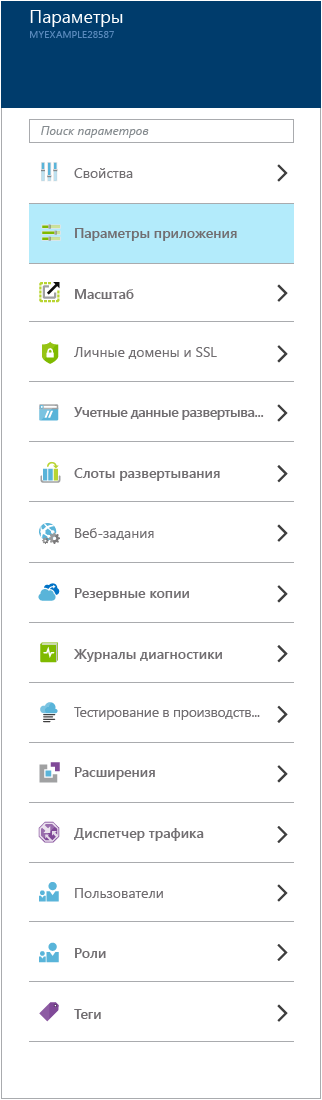 Параметры
MYEXAMPLE28587
Поиск параметров
Свойства
Параметры приложения
Масштаб
Личные домены и SSL
Учетные данные развертыва...
Слоты развертывания
Веб-задания
Резервные копии
Журналы диагностики
Тестирование в производств...
Расширения
Диспетчер трафика
Пользователи
Роли
Теги